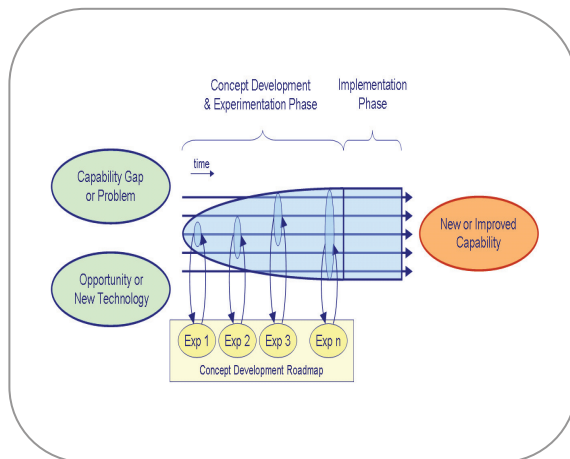 Concept Development
& Experimentation Phase
Implementation
Phase
time
Capability Gap
or Problem
New or Improved
Capability
Opportunity or
New Technology
Exp 1
Exp 2
Exp 3
Exp n
Concept Development Roadmap